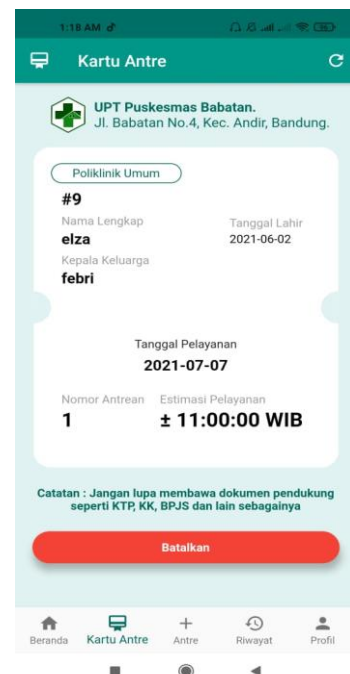 1:18 AM
Kartu Antre
UPT Puskesmas Babatan.
Jl. Babatan No.4, Kec. Andir, Bandung.
Poliklinik Umum
#9
Nama Lengkap Tanggal Lahir
elza 2021-06-02
Kepala Keluarga
febri
Tanggal Pelayanan
2021-07-07
Nomor Antrean Estimasi Pelayanan
1 ± 11:00:00 WIB
Catatan : Jangan lupa membawa dokumen pendukung
seperti KTP, KK, BPJS dan lain sebagainya
Batalkan
Beranda Kartu Antre Antre Riwayat Profil